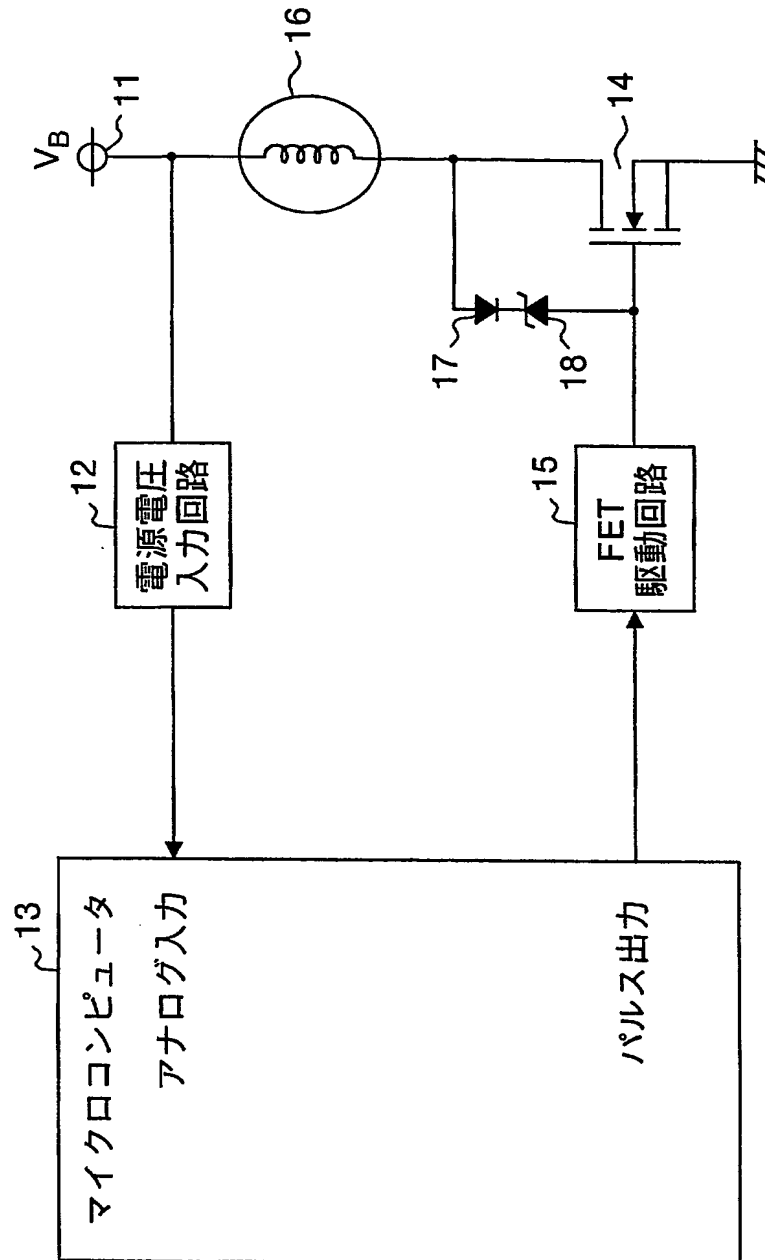 V_B
11
16
14
17
18
12
電源電圧
入力回路
15
FET
駆動回路
13
マイクロコンピュータ
アナログ入力
パルス出力